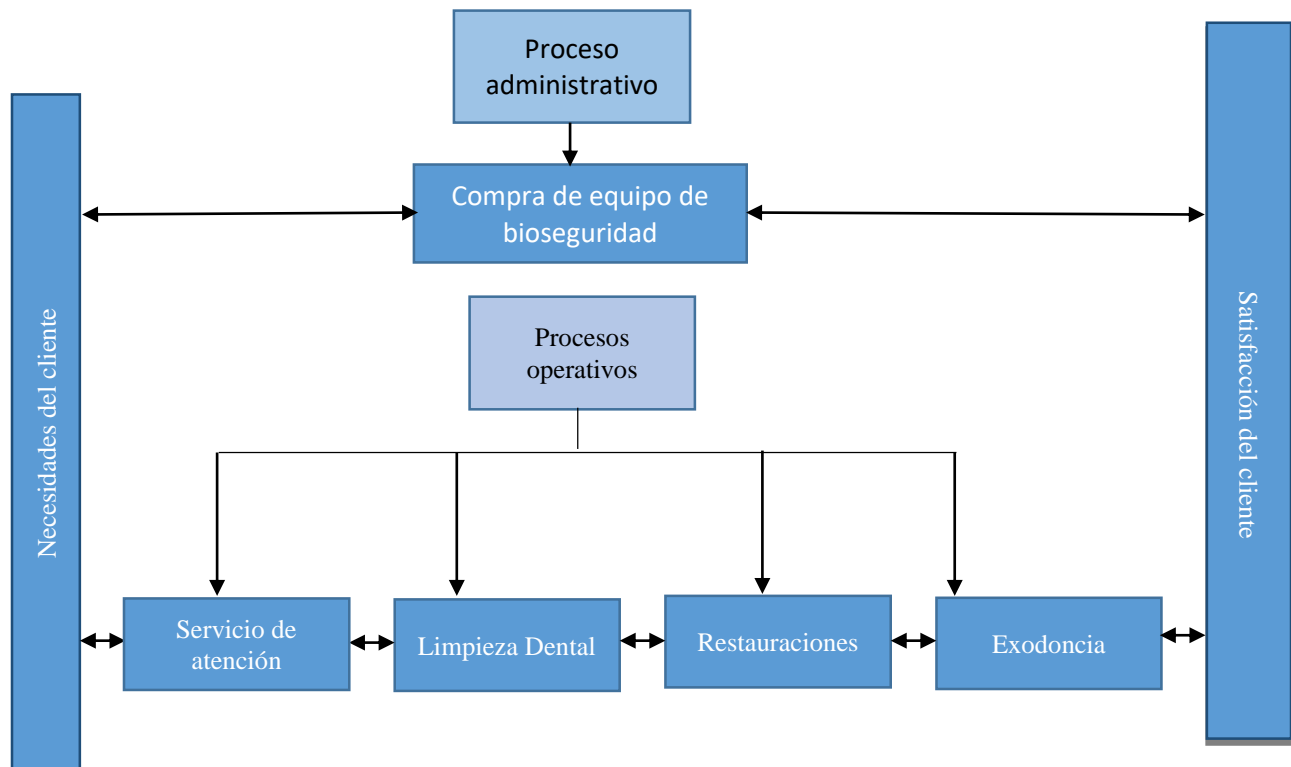 Proceso
administrativo
Compra de equipo de
bioseguridad
Necesidades del cliente
Satisfacción del cliente
Procesos
operativos
Servicio de
atención
Limpieza Dental
Restauraciones
Exodoncia